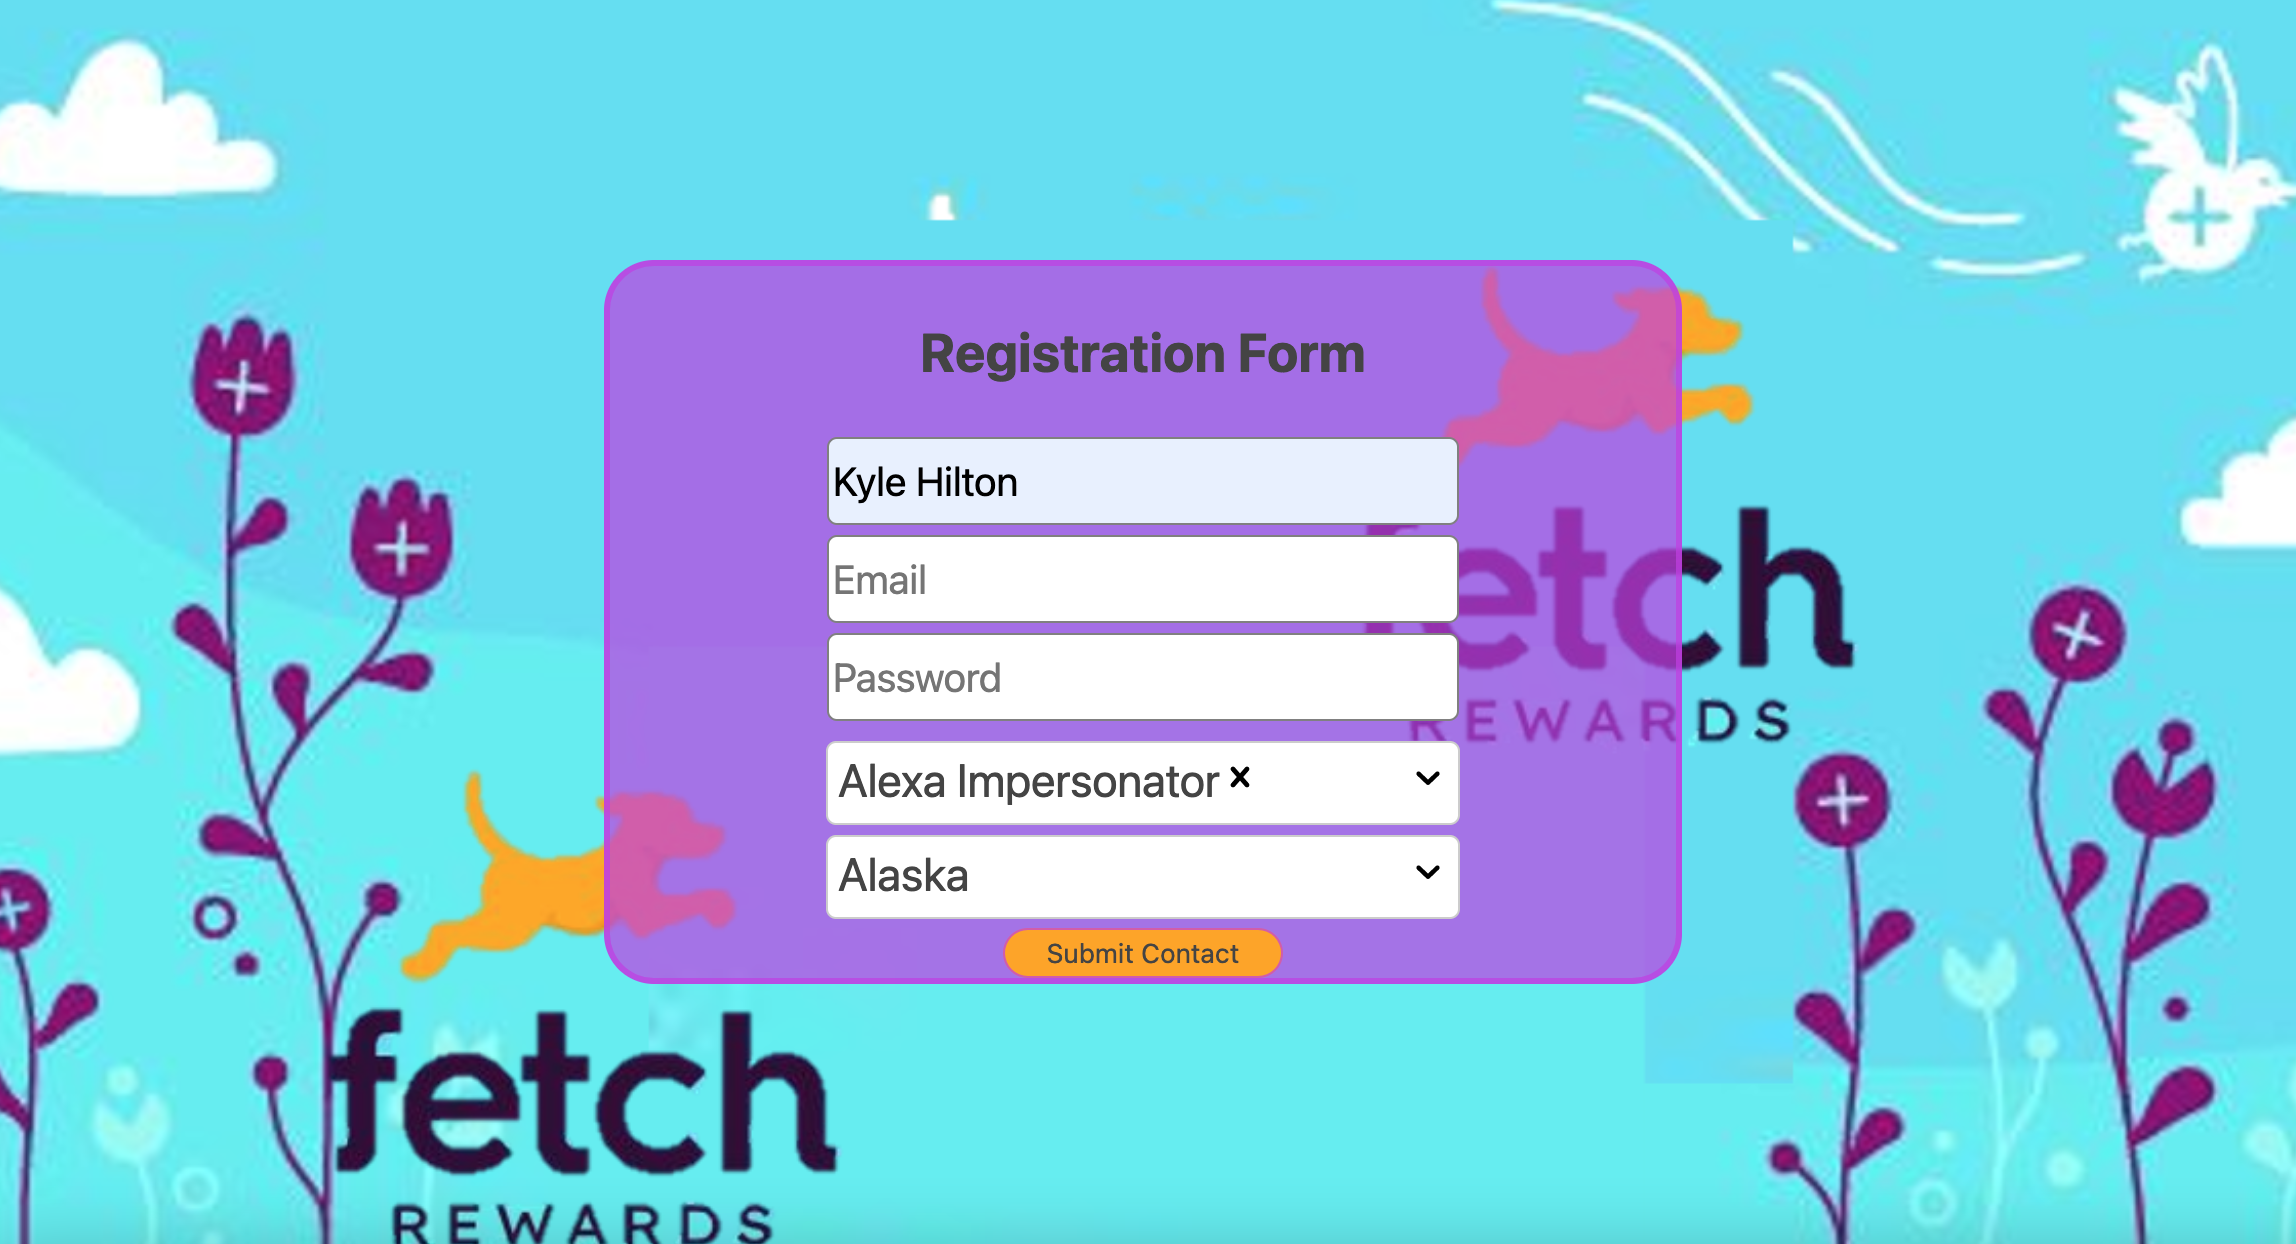 Registration Form
Kyle Hilton
Email
fetch
Password
REWARDS
Alexa Impersonator
Alaska
Submit Contact
fetch
REWARDS